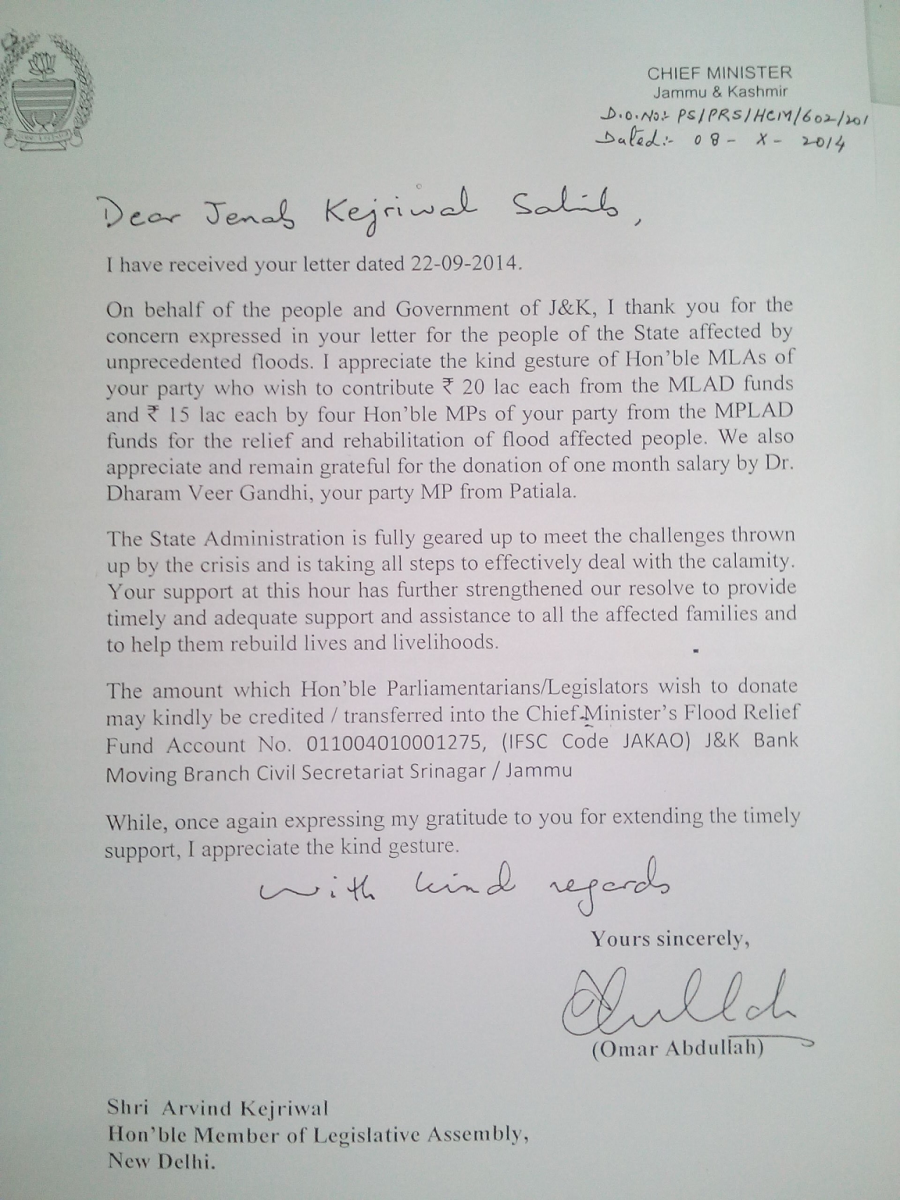 CHIEF MINISTER
Jammu & Kashmir
D.O.No:- PS/PRS/HCM/602/201
Dated:- 08 - X - 2014
Dear Jenab Kejriwal Sahib,
I have received your letter dated 22-09-2014.
On behalf of the people and Government of J&K, I thank you for the
concern expressed in your letter for the people of the State affected by
unprecedented floods. I appreciate the kind gesture of Hon'ble MLAs of
your party who wish to contribute ₹ 20 lac each from the MLAD funds
and ₹ 15 lac each by four Hon'ble MPs of your party from the MPLAD
funds for the relief and rehabilitation of flood affected people. We also
appreciate and remain grateful for the donation of one month salary by Dr.
Dharam Veer Gandhi, your party MP from Patiala.
The State Administration is fully geared up to meet the challenges thrown
up by the crisis and is taking all steps to effectively deal with the calamity.
Your support at this hour has further strengthened our resolve to provide
timely and adequate support and assistance to all the affected families and
to help them rebuild lives and livelihoods.
The amount which Hon'ble Parliamentarians/Legislators wish to donate
may kindly be credited / transferred into the Chief Minister's Flood Relief
Fund Account No. 011004010001275, (IFSC Code JAKAO) J&K Bank
Moving Branch Civil Secretariat Srinagar / Jammu
While, once again expressing my gratitude to you for extending the timely
support, I appreciate the kind gesture.
With kind regards
Yours sincerely,
(Omar Abdullah)
Shri Arvind Kejriwal
Hon'ble Member of Legislative Assembly,
New Delhi.